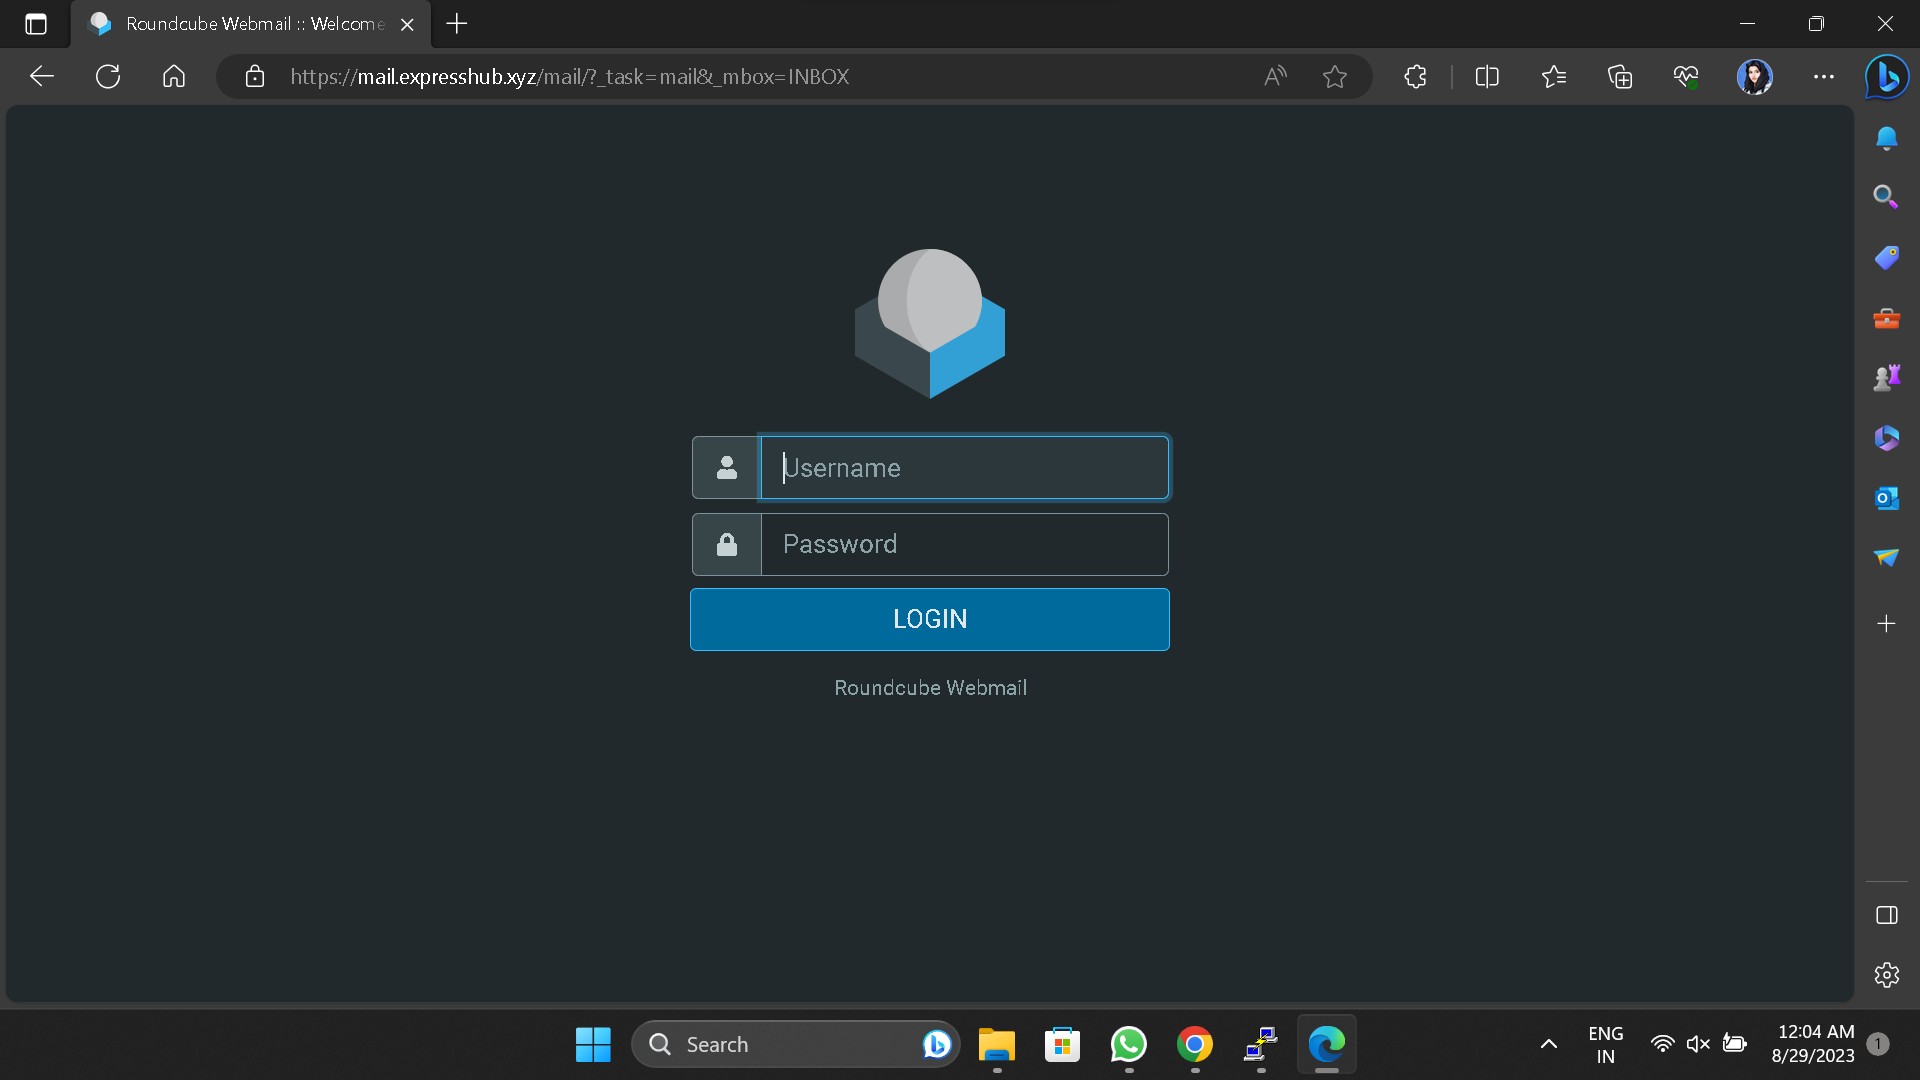 Roundcube Webmail :: Welcome
https://mail.expresshub.xyz/mail/?_task=mail&_mbox=INBOX
Username
Password
LOGIN
Roundcube Webmail
Search
ENG
IN
12:04 AM
8/29/2023
1